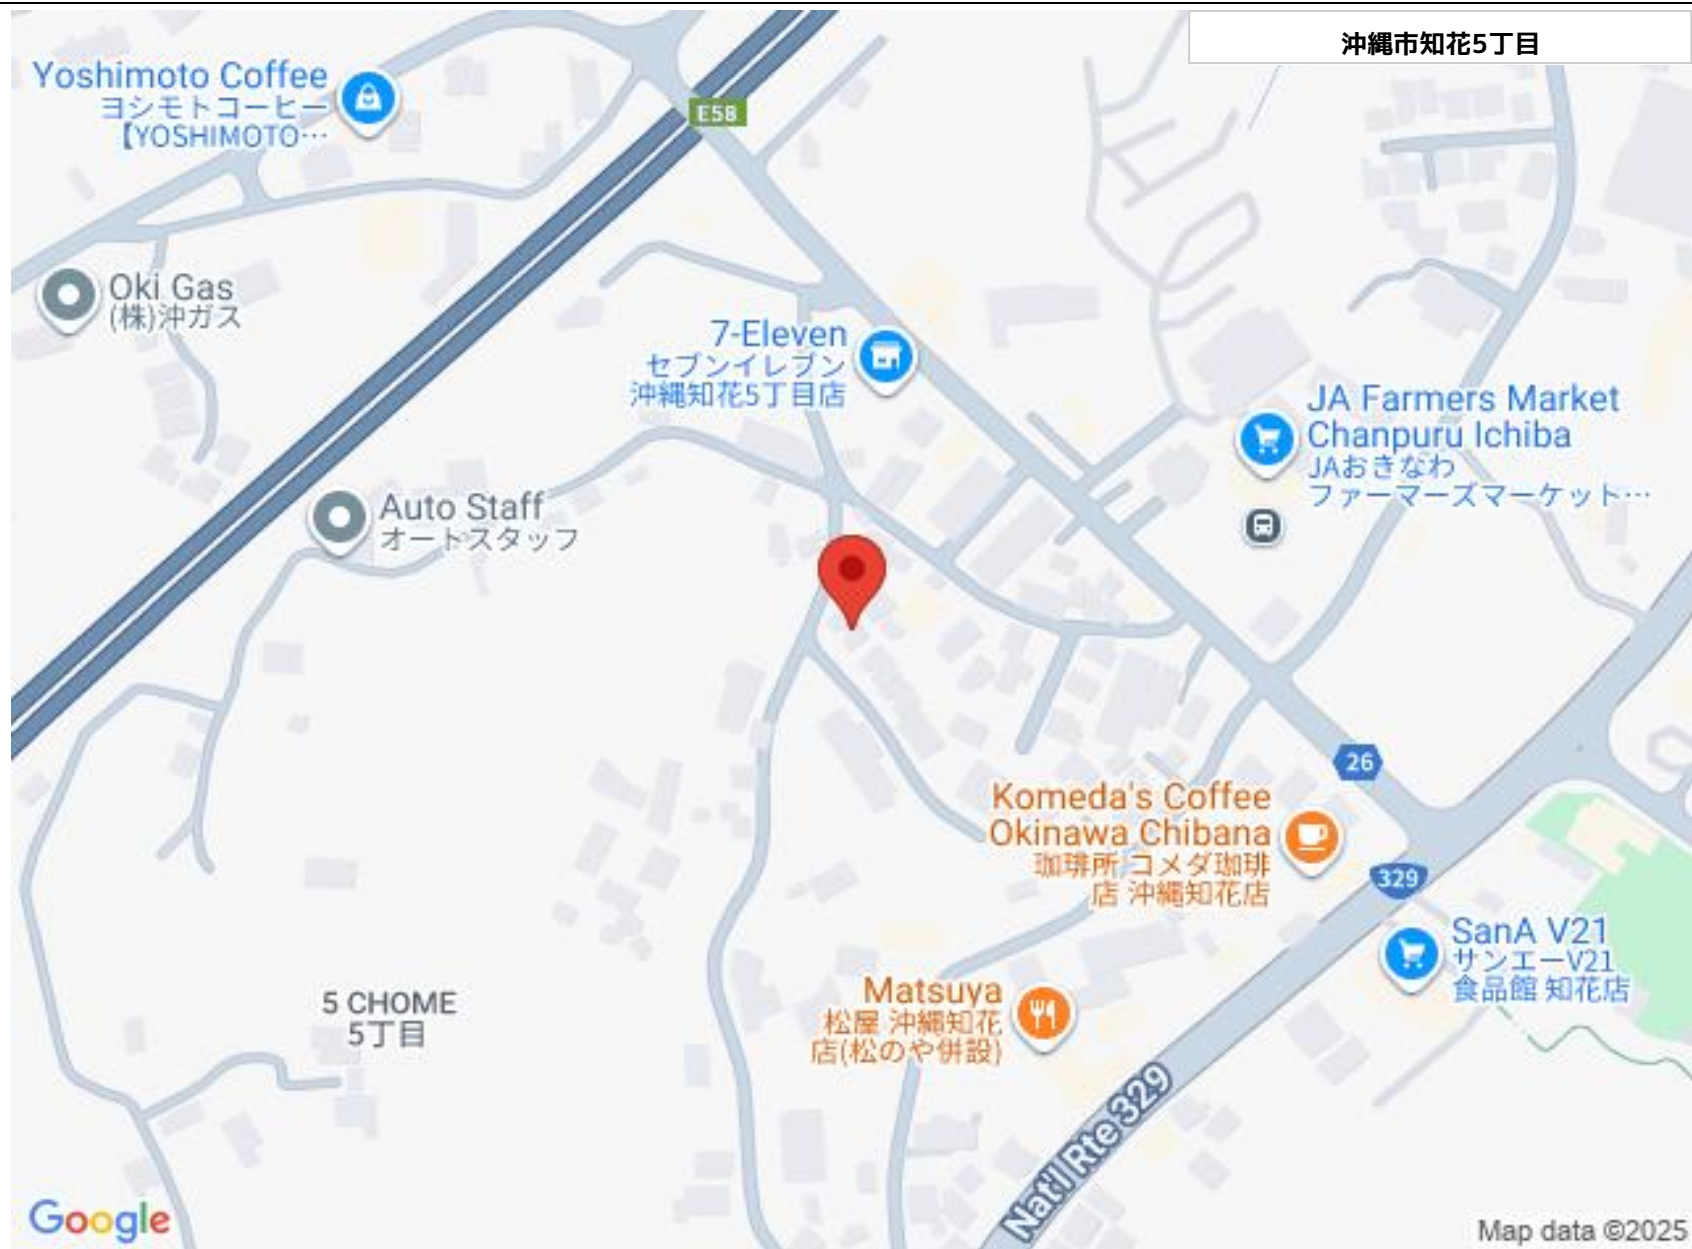 沖縄市知花5丁目
Yoshimoto Coffee
ヨシモトコーヒー
【YOSHIMOTO…
E58
Oki Gas
(株)沖ガス
7-Eleven
セブンイレブン
沖縄知花5丁目店
JA Farmers Market
Chanpuru Ichiba
JAおきなわ
ファーマーズマーケット…
Auto Staff
オートスタッフ
26
Komeda's Coffee
Okinawa Chibana
珈琲所 コメダ珈琲
店 沖縄知花店
329
SanA V21
サンエーV21
食品館 知花店
Matsuya
松屋 沖縄知花
店(松のや併設)
5 CHOME
5丁目
Nat'l Rte 329
Google
Map data ©2025